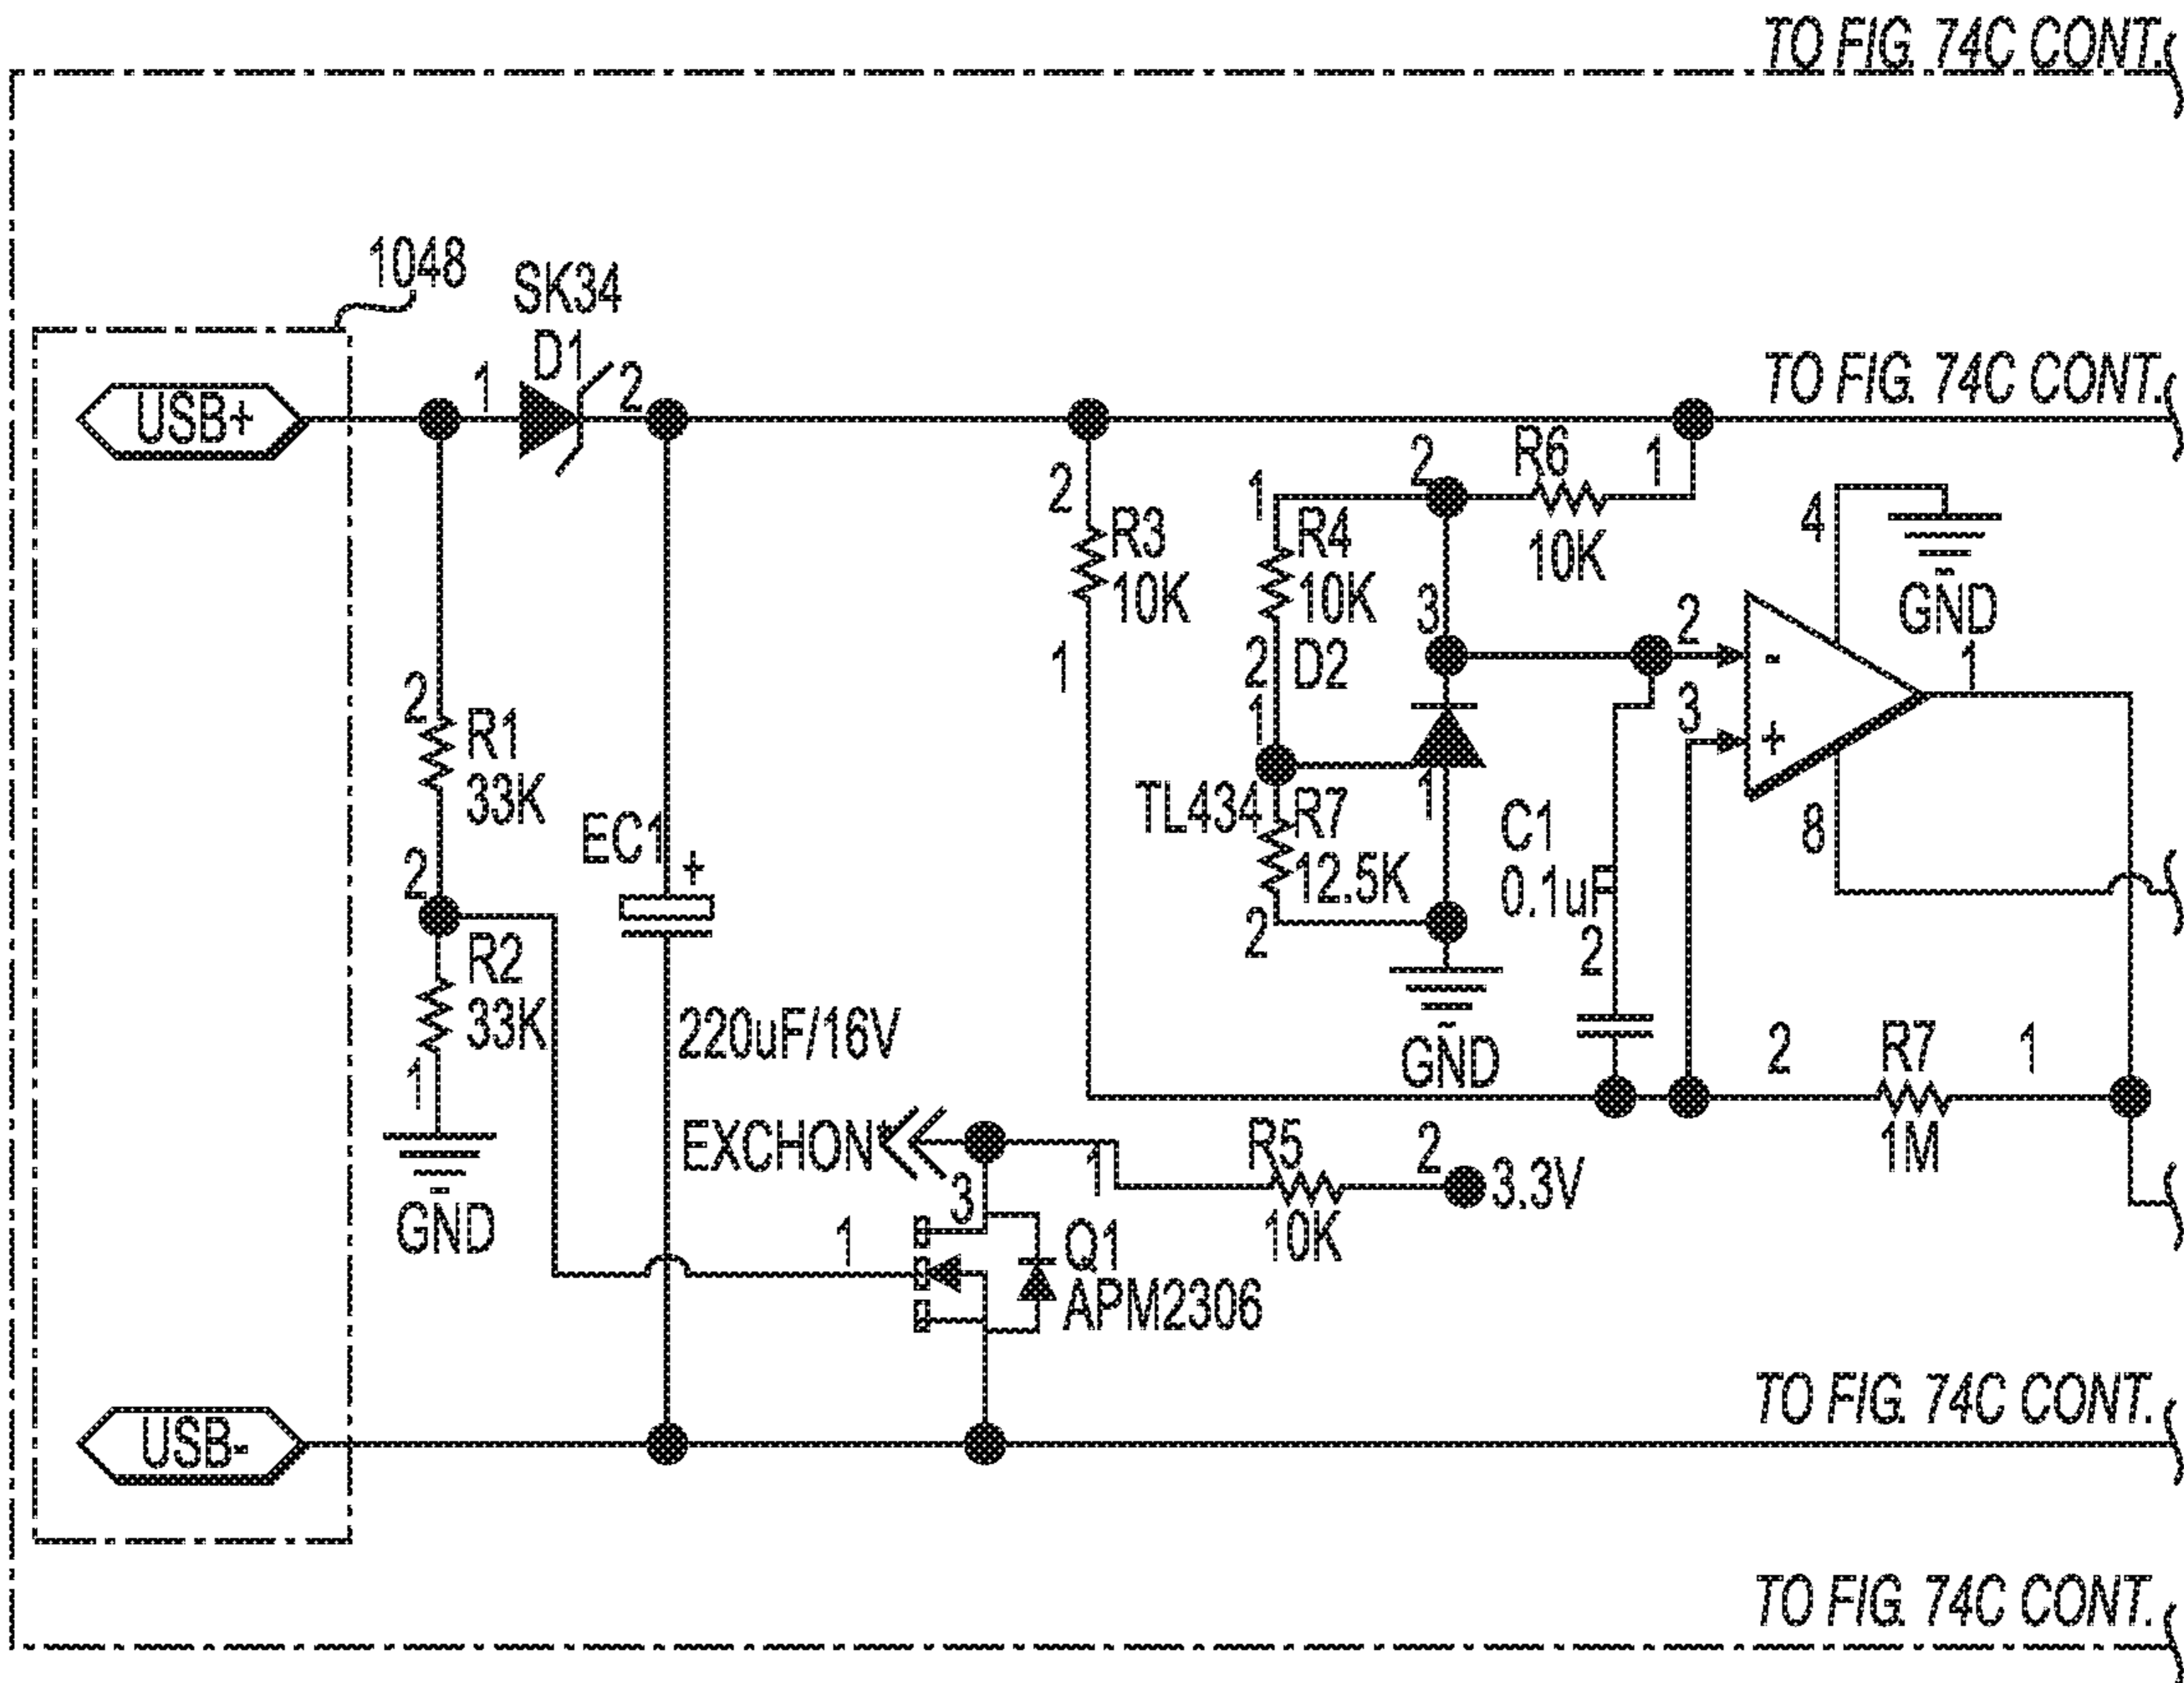 TO FIG. 74C CONT.
1048
SK34
D1
1
2
USB+
TO FIG. 74C CONT.
2
R3
10K
1
1
R4
10K
2
D2
1
2
R6
1
10K
3
4
GND
2
-
3
+
1
8
2
R1
33K
2
R2
33K
1
GND
EC1
+
220uF/16V
TL434
1
R7
12.5K
2
GND
C1
0.1uF
2
2
R7
1
1M
EXCHON
3
1
R5
2
3.3V
10K
1
Q1
APM2306
USB-
TO FIG. 74C CONT.
TO FIG. 74C CONT.